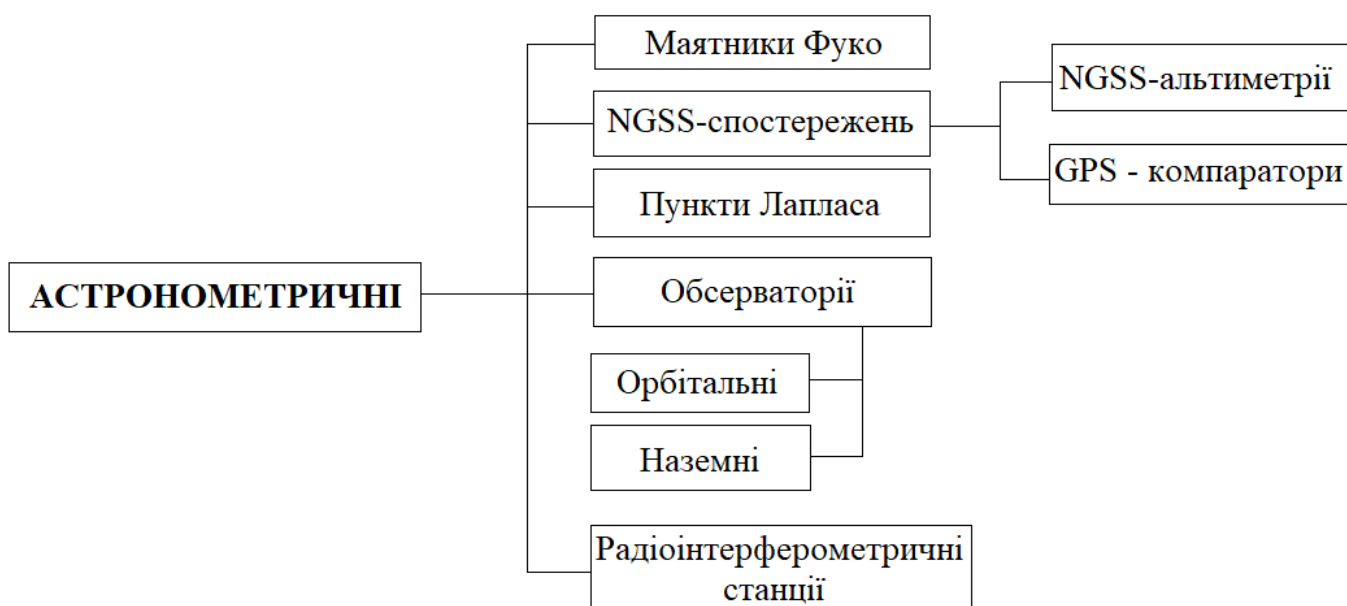 Маятники Фуко
NGSS-альтиметрії
NGSS-спостережень
GPS - компаратори
Пункти Лапласа
АСТРОНОМЕТРИЧНІ
Обсерваторії
Орбітальні
Наземні
Радіоінтерферометричні
станції